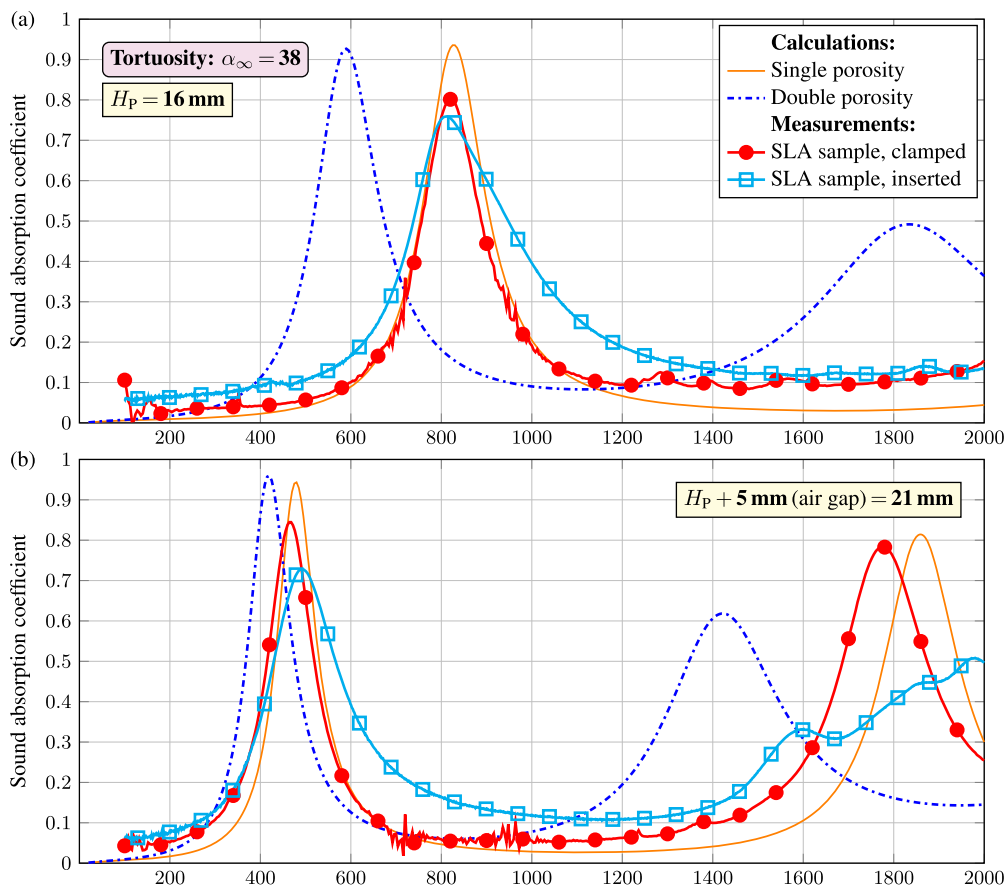 (a)
1
0.9
0.8
0.7
0.6
0.5
0.4
0.3
0.2
0.1
0
Sound absorption coefficient
Tortuosity: α∞ = 38
HP = 16 mm
Calculations:
Single porosity
Double porosity
Measurements:
SLA sample, clamped
SLA sample, inserted
200 400 600 800 1000 1200 1400 1600 1800 2000
(b)
1
0.9
0.8
0.7
0.6
0.5
0.4
0.3
0.2
0.1
0
Sound absorption coefficient
HP + 5 mm (air gap) = 21 mm
200 400 600 800 1000 1200 1400 1600 1800 2000